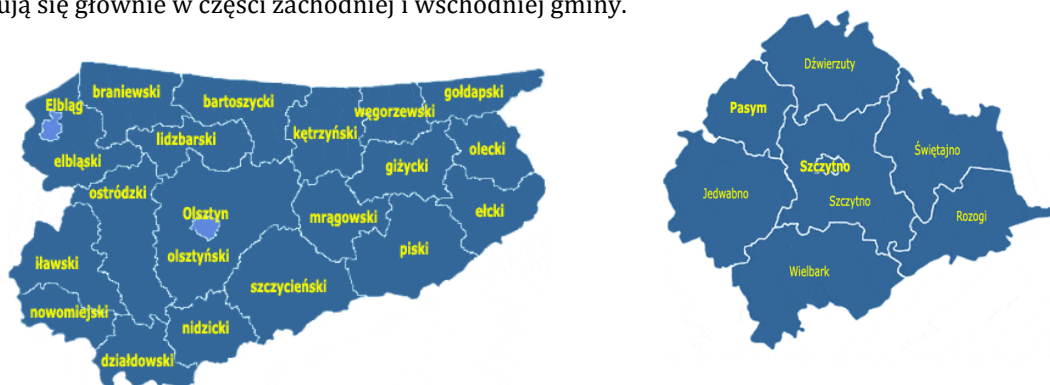 ują się głównie w części zachodniej i wschodniej gminy.
braniewski
Elbląg
bartoszycki
gołdapski
węgorzewski
kętrzyński
lidzbarski
elbląski
olecki
giżycki
ostródzki
Olsztyn
mrągowski
ełcki
olsztyński
piski
iławski
szczycieński
nowomiejski
nidzicki
działdowski
Dźwierzuty
Pasym
Świętajno
Szczytno
Jedwabno
Szczytno
Rozogi
Wielbark